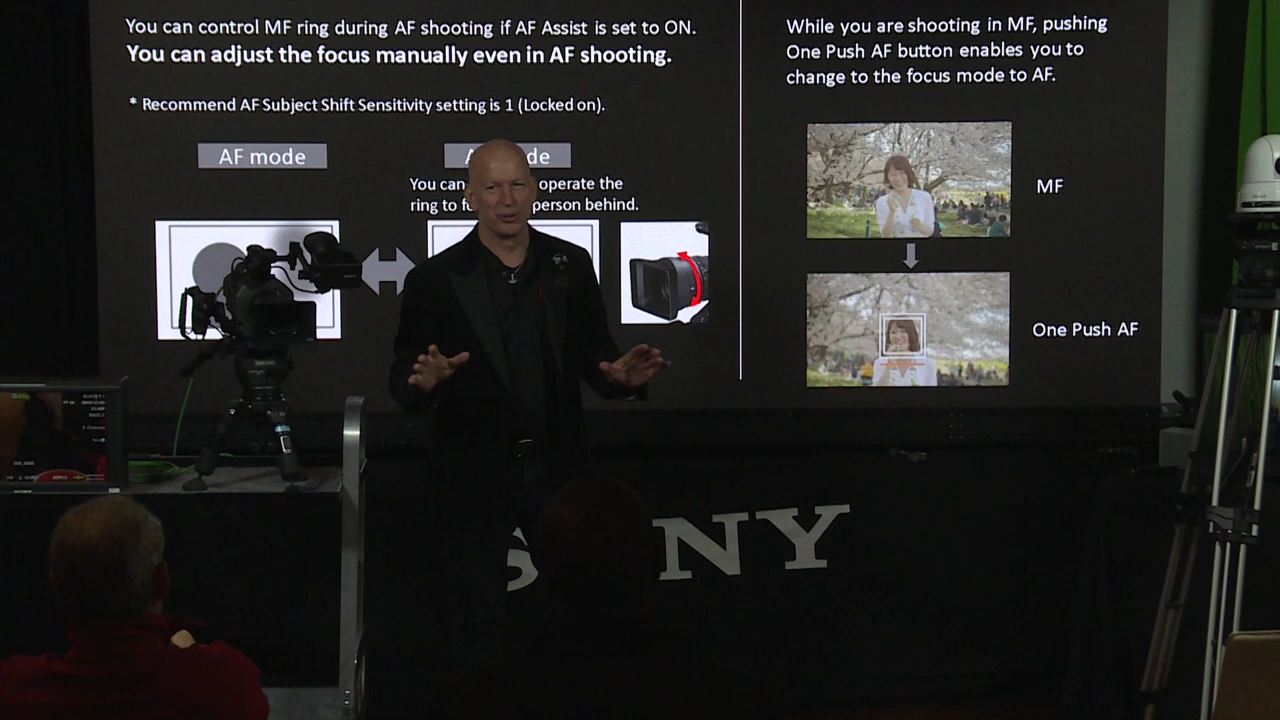 You can control MF ring during AF shooting if AF Assist is set to ON.
You can adjust the focus manually even in AF shooting.
* Recommend AF Subject Shift Sensitivity setting is 1 (Locked on).
AF mode
A de
You can operate the
ring to f person behind.
While you are shooting in MF, pushing
One Push AF button enables you to
change to the focus mode to AF.
MF
One Push AF
S NY